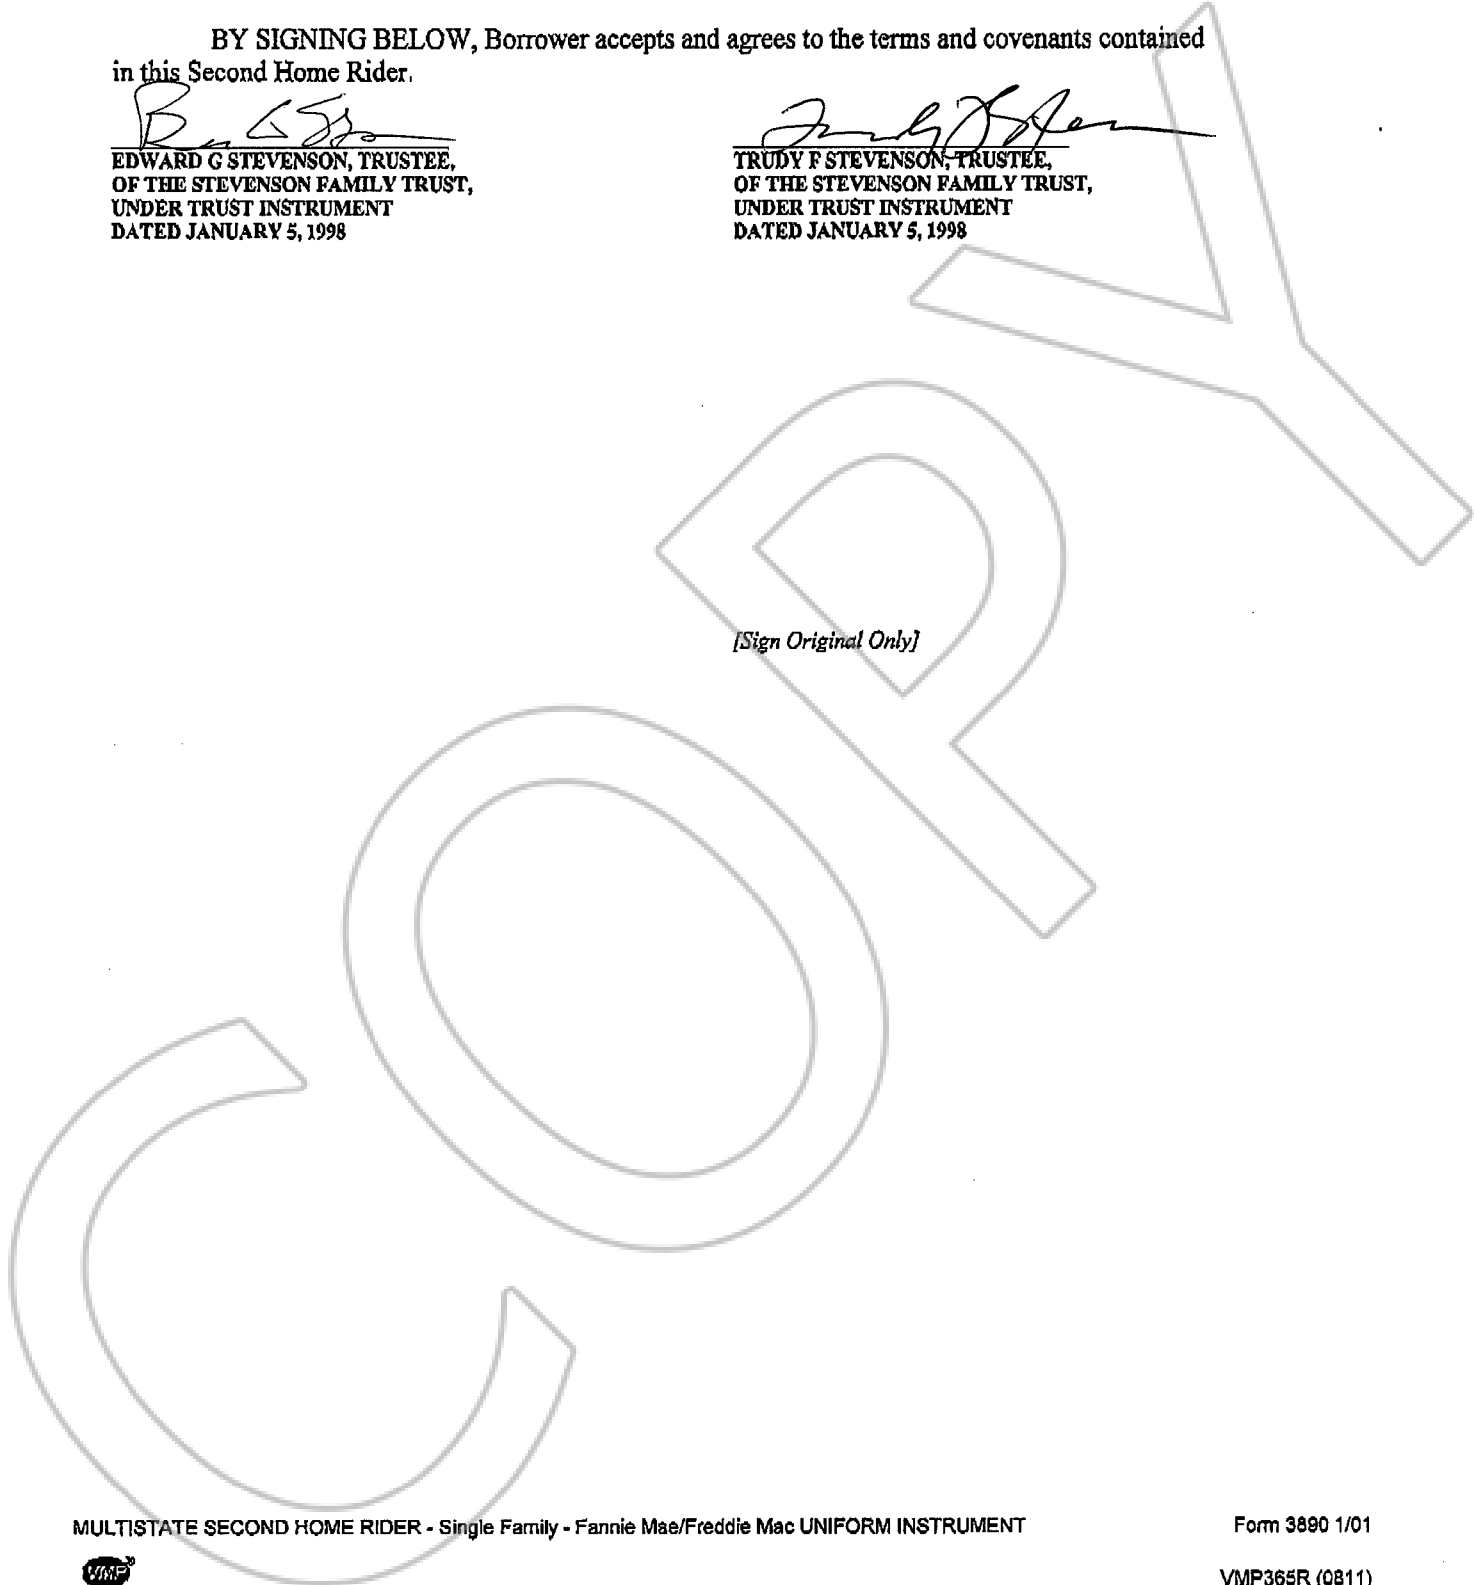 BY SIGNING BELOW, Borrower accepts and agrees to the terms and covenants contained
in this Second Home Rider.
EDWARD G STEVENSON, TRUSTEE,
OF THE STEVENSON FAMILY TRUST,
UNDER TRUST INSTRUMENT
DATED JANUARY 5, 1998
TRUDY F STEVENSON, TRUSTEE,
OF THE STEVENSON FAMILY TRUST,
UNDER TRUST INSTRUMENT
DATED JANUARY 5, 1998
[Sign Original Only]
COPY
MULTISTATE SECOND HOME RIDER - Single Family - Fannie Mae/Freddie Mac UNIFORM INSTRUMENT
Form 3890 1/01
VMP®
VMP365R (0811)